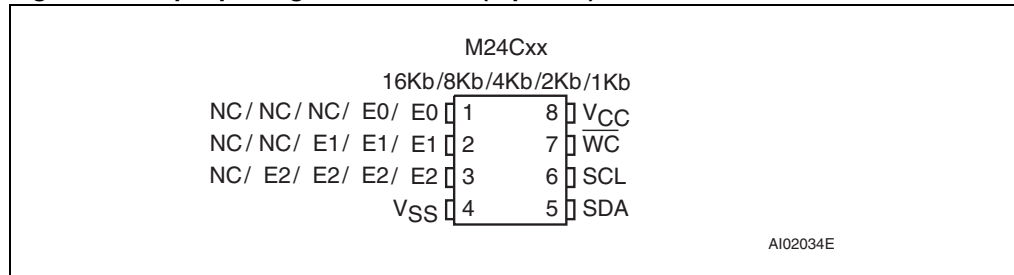 M24Cxx
16Kb/8Kb/4Kb/2Kb/1Kb
NC/ NC/ NC/ E0/ E0 1 8 VCC
NC/ NC/ E1/ E1/ E1 2 7 WC
NC/ E2/ E2/ E2/ E2 3 6 SCL
VSS 4 5 SDA
AI02034E